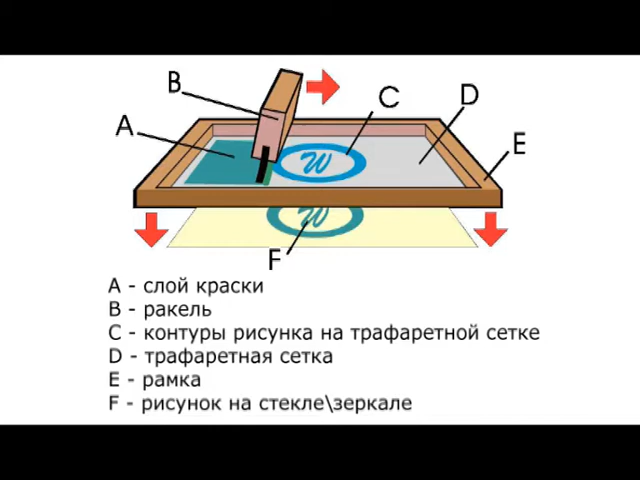 B
C
D
A
E
W
W
F
A - слой краски
B - ракель
C - контуры рисунка на трафаретной сетке
D - трафаретная сетка
E - рамка
F - рисунок на стекле\зеркале